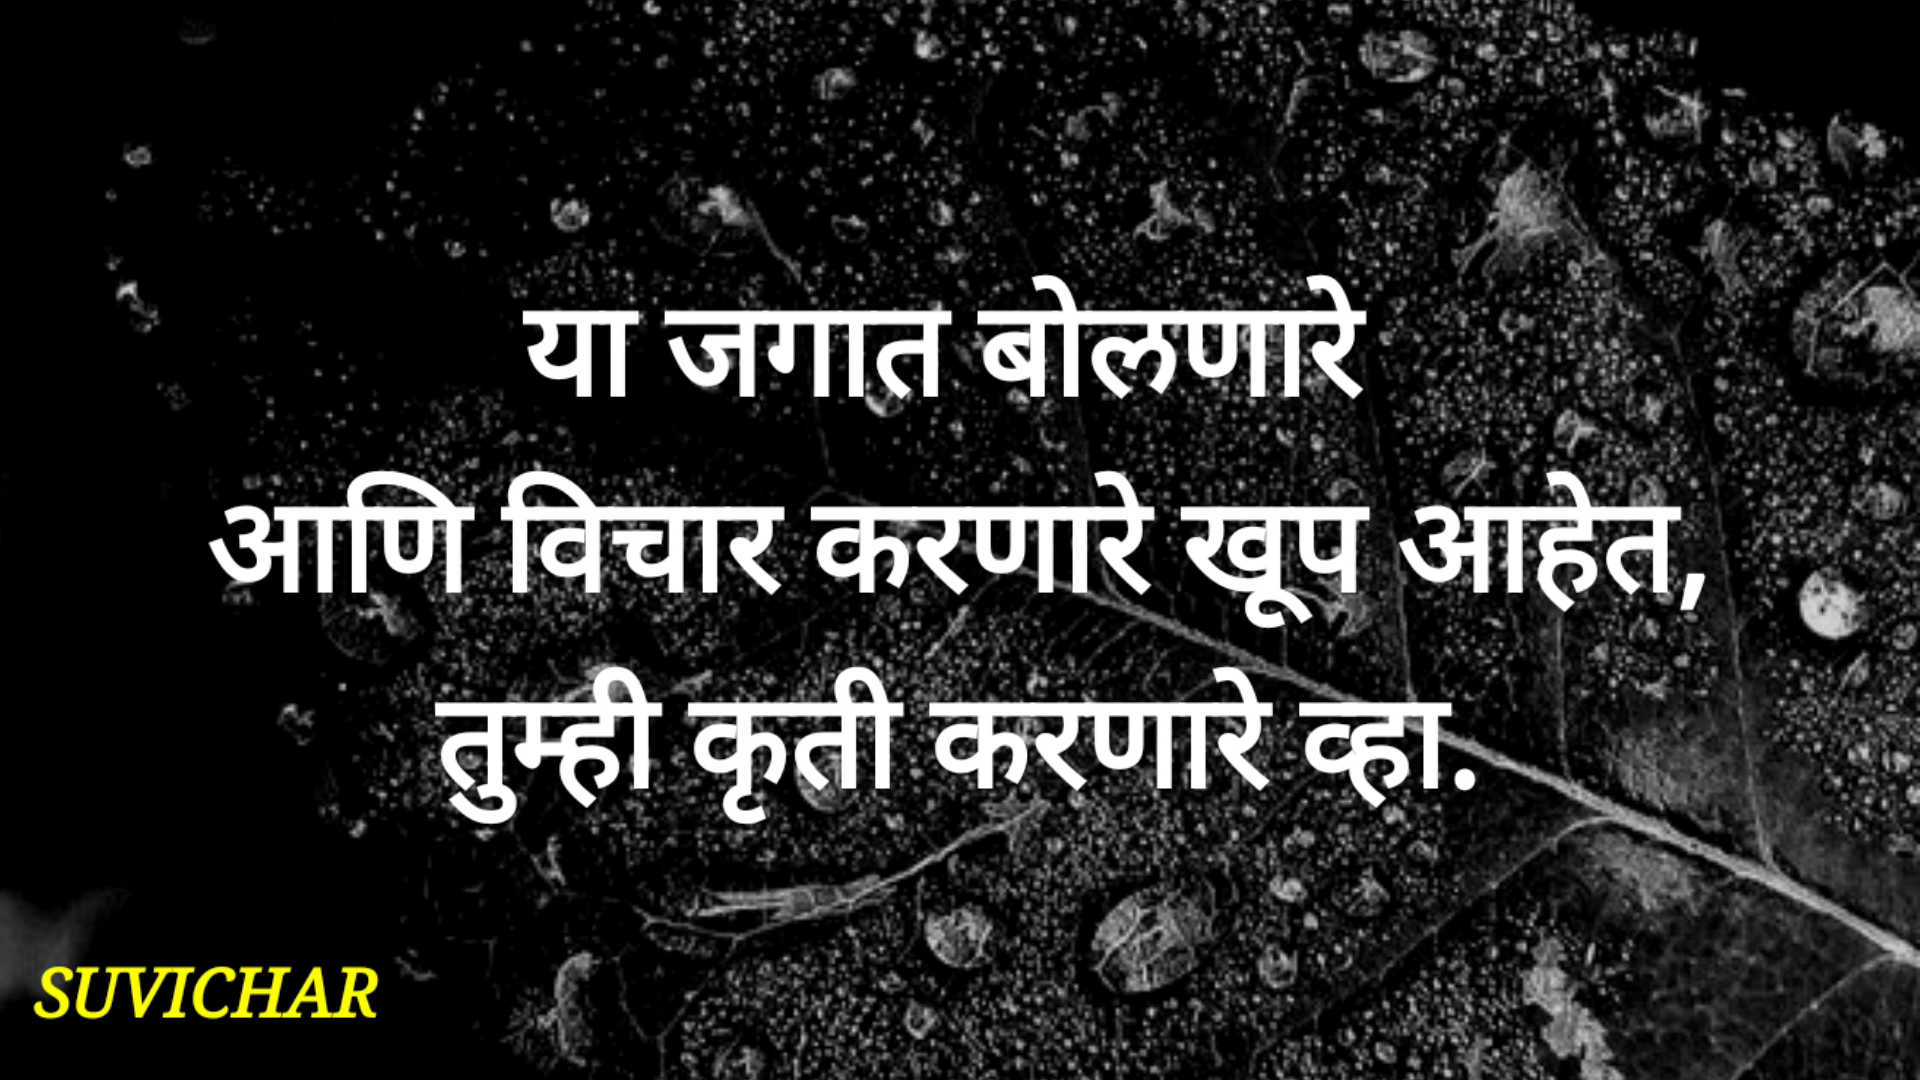 या जगात बोलणारे
आणि विचार करणारे खूप आहेत,
तुम्ही कृती करणारे व्हा.
SUVICHAR